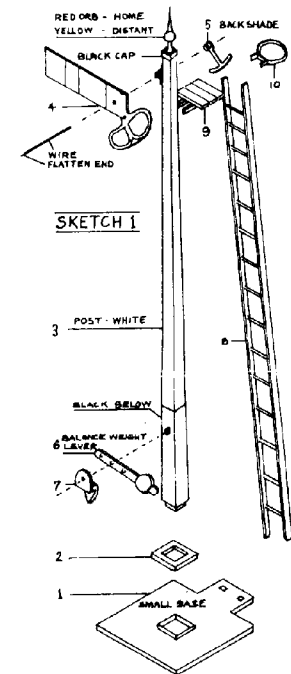 RED ORB - HOME
YELLOW - DISTANT
5 BACKSHADE
BLACK CAP
10
4
9
WIRE
FLATTEN END
SKETCH 1
3 POST - WHITE
8
BLACK BELOW
BALANCE WEIGHT
6 LEVER
7
2
1
SMALL BASE